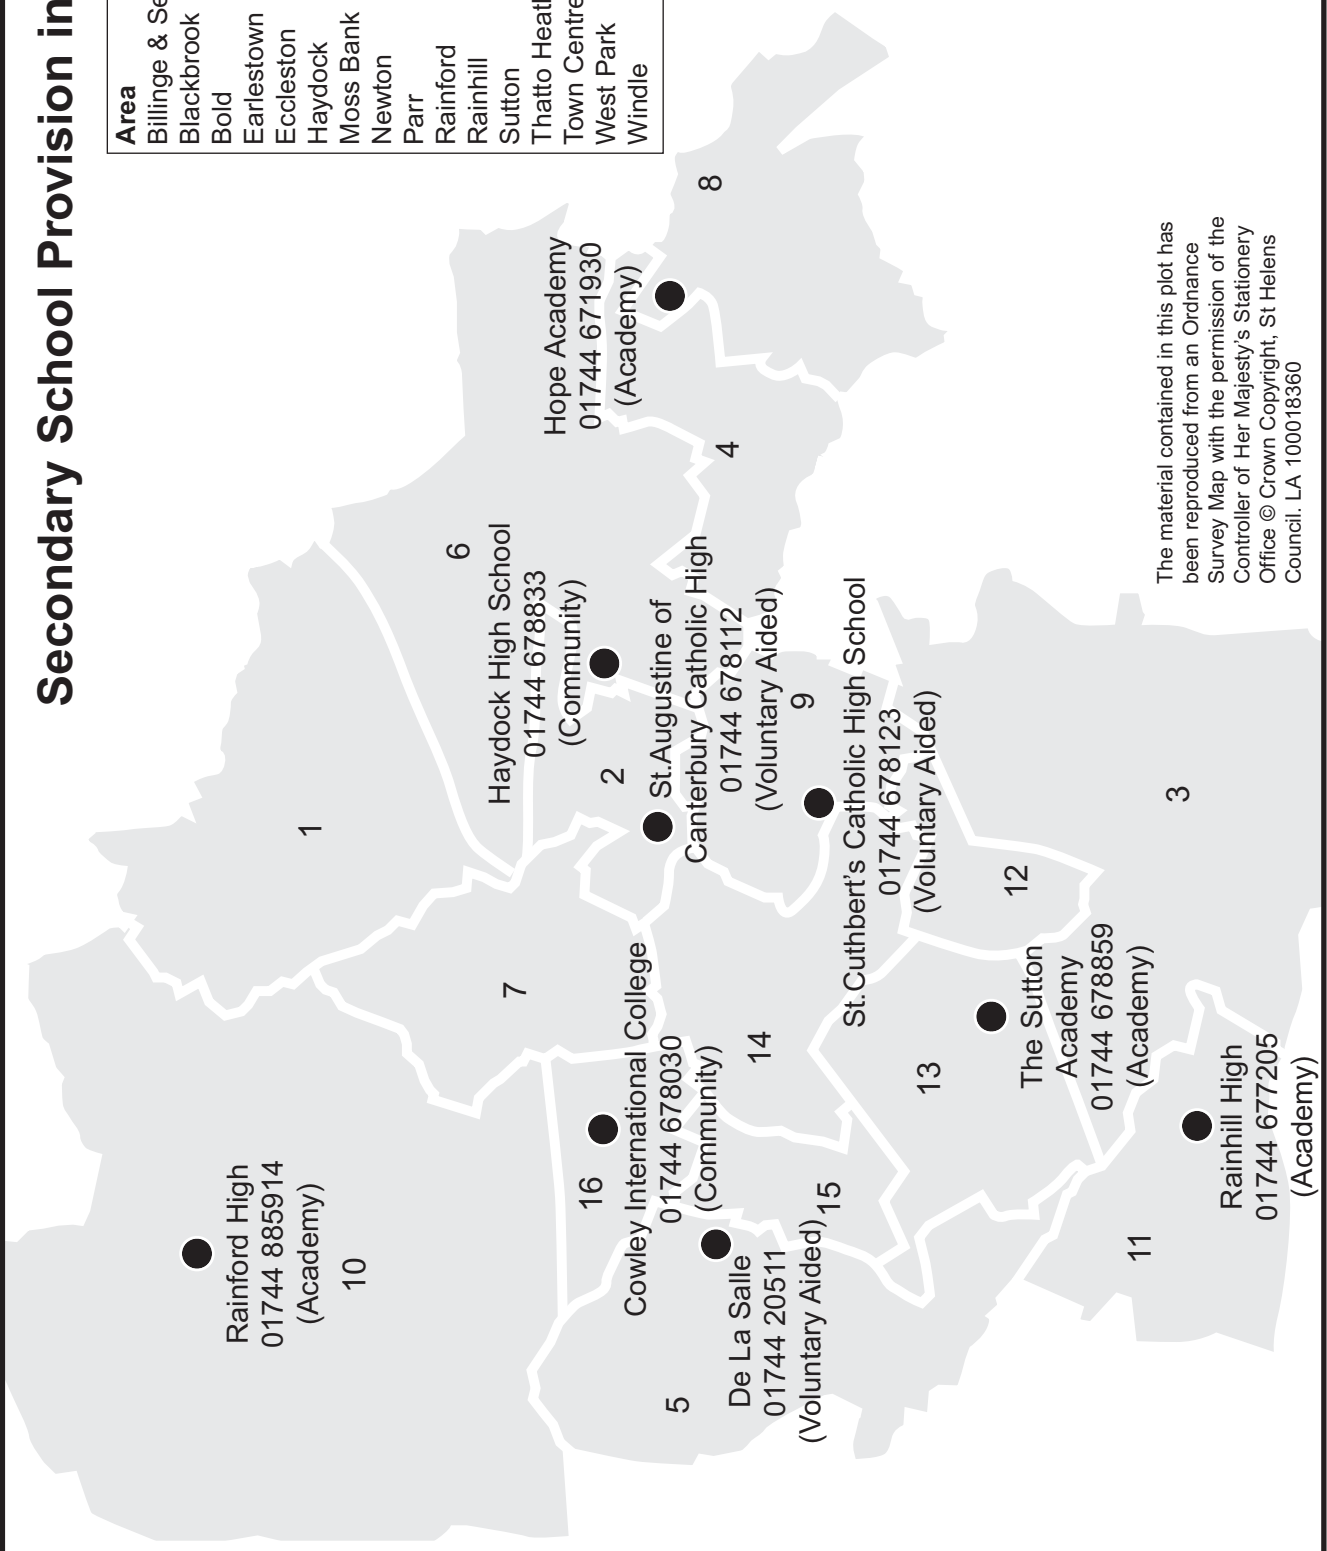 Secondary School Provision in
Area
Billinge & Se
Blackbrook
Bold
Earlestown
Eccleston
Haydock
Moss Bank
Newton
Parr
Rainford
Rainhill
Sutton
Thatto Heath
Town Centre
West Park
Windle
Rainford High
01744 885914
(Academy)
10
1
7
6
Haydock High School
01744 678833
(Community)
2
Hope Academy
01744 671930
(Academy)
8
4
16
Cowley International College
01744 678030
(Community)
St.Augustine of
Canterbury Catholic High
01744 678112
(Voluntary Aided)
9
5
De La Salle
01744 20511
(Voluntary Aided)
15
14
St.Cuthbert's Catholic High School
01744 678123
(Voluntary Aided)
13
12
The Sutton
Academy
01744 678859
(Academy)
3
11
Rainhill High
01744 677205
(Academy)
The material contained in this plot has
been reproduced from an Ordnance
Survey Map with the permission of the
Controller of Her Majesty's Stationery
Office © Crown Copyright, St Helens
Council. LA 100018360